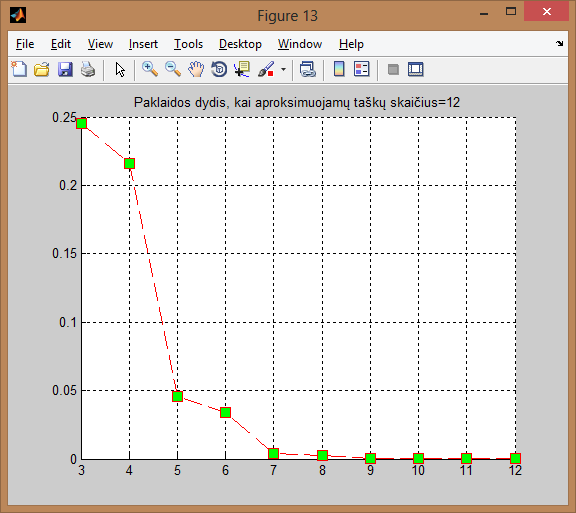 Figure 13
File Edit View Insert Tools Desktop Window Help
Paklaidos dydis, kai aproksimuojamų taškų skaičius=12
0.25
0.2
0.15
0.1
0.05
0
3 4 5 6 7 8 9 10 11 12